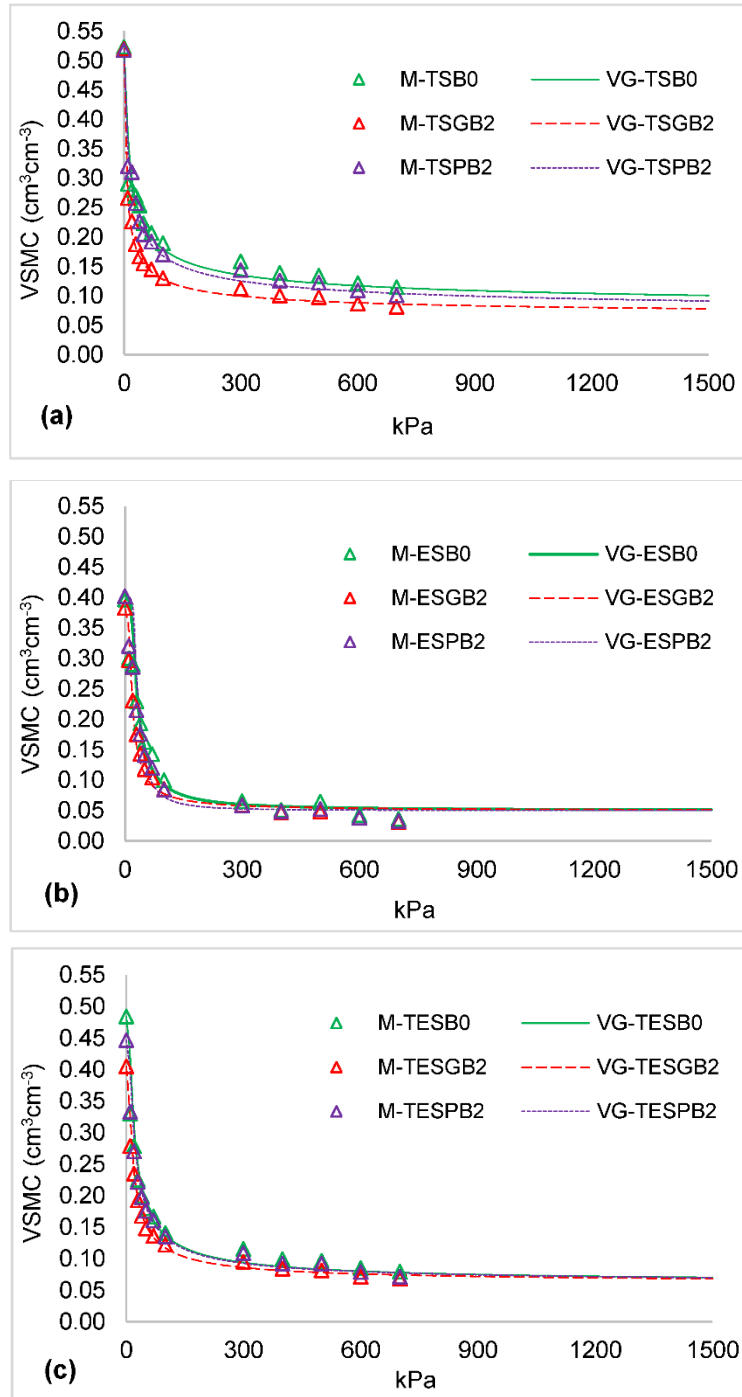 0.55
0.50
0.45
0.40
0.35
0.30
0.25
0.20
0.15
0.10
0.05
0.00
VSMC (cm³cm⁻³)
M-TSB0 VG-TSB0
M-TSGB2 VG-TSGB2
M-TSPB2 VG-TSPB2
0 300 600 900 1200 1500
(a) kPa
0.55
0.50
0.45
0.40
0.35
0.30
0.25
0.20
0.15
0.10
0.05
0.00
VSMC (cm³cm⁻³)
M-ESB0 VG-ESB0
M-ESGB2 VG-ESGB2
M-ESPB2 VG-ESPB2
0 300 600 900 1200 1500
(b) kPa
0.55
0.50
0.45
0.40
0.35
0.30
0.25
0.20
0.15
0.10
0.05
0.00
VSMC (cm³cm⁻³)
M-TESB0 VG-TESB0
M-TESGB2 VG-TESGB2
M-TESPB2 VG-TESPB2
0 300 600 900 1200 1500
(c) kPa